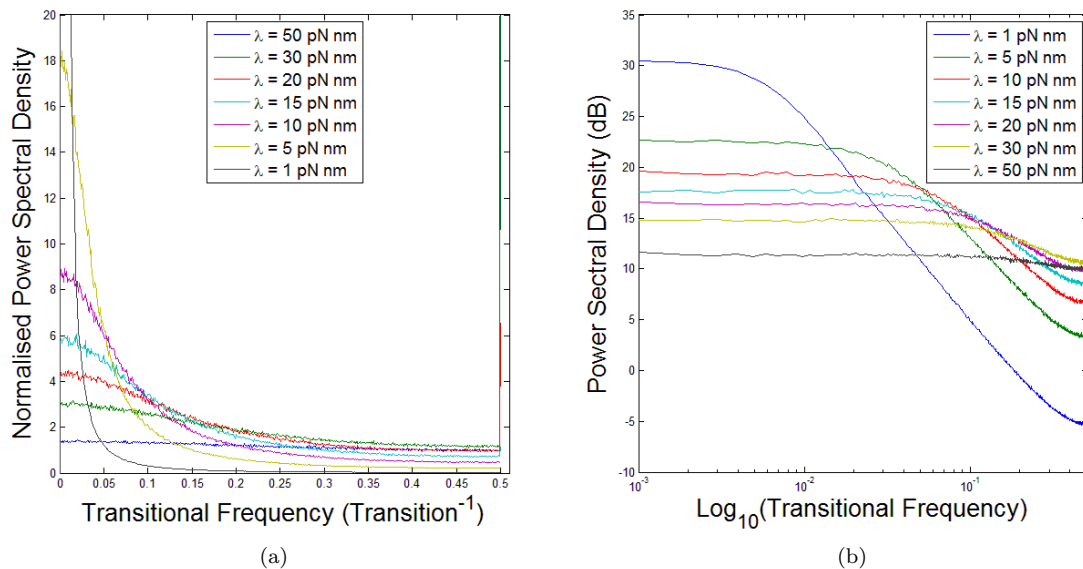 Normalised Power Spectral Density
20
18
16
14
12
10
8
6
4
2
0
λ = 50 pN nm
λ = 30 pN nm
λ = 20 pN nm
λ = 15 pN nm
λ = 10 pN nm
λ = 5 pN nm
λ = 1 pN nm
0 0.05 0.1 0.15 0.2 0.25 0.3 0.35 0.4 0.45 0.5
Transitional Frequency (Transition⁻¹)
(a)
Power Sectral Density (dB)
35
30
25
20
15
10
5
0
-5
-10
λ = 1 pN nm
λ = 5 pN nm
λ = 10 pN nm
λ = 15 pN nm
λ = 20 pN nm
λ = 30 pN nm
λ = 50 pN nm
10⁻³ 10⁻² 10⁻¹
Log₁₀(Transitional Frequency)
(b)